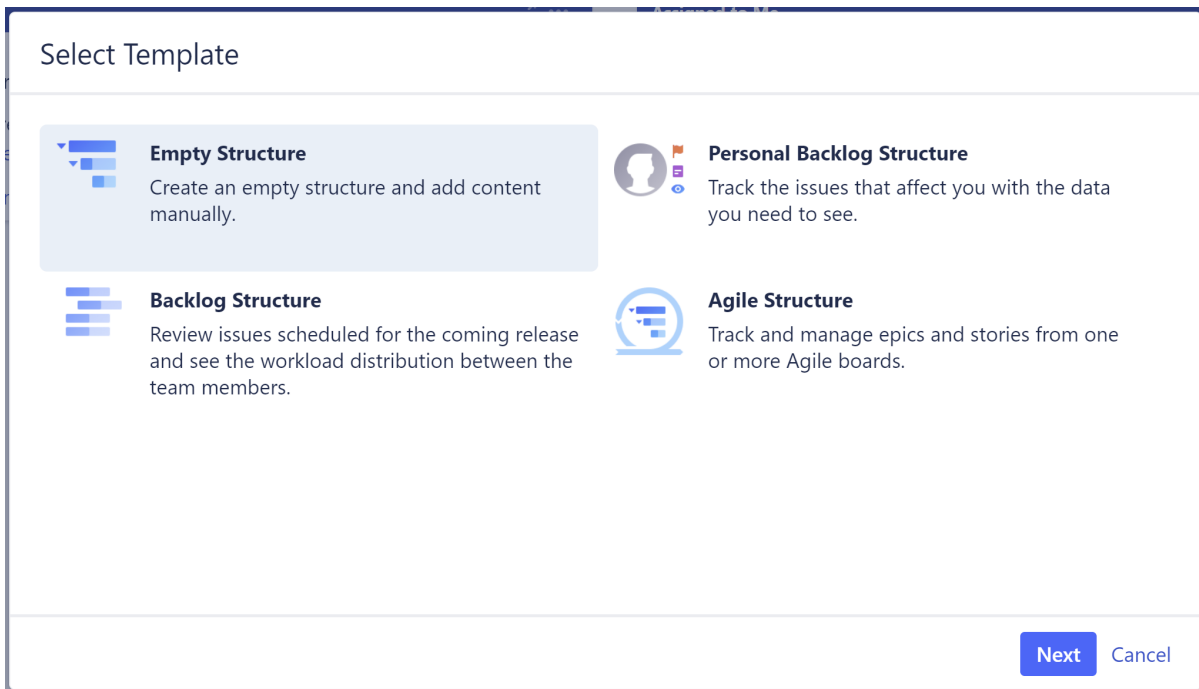 Select Template
Empty Structure
Create an empty structure and add content
manually.
Personal Backlog Structure
Track the issues that affect you with the data
you need to see.
Backlog Structure
Review issues scheduled for the coming release
and see the workload distribution between the
team members.
Agile Structure
Track and manage epics and stories from one
or more Agile boards.
Next
Cancel